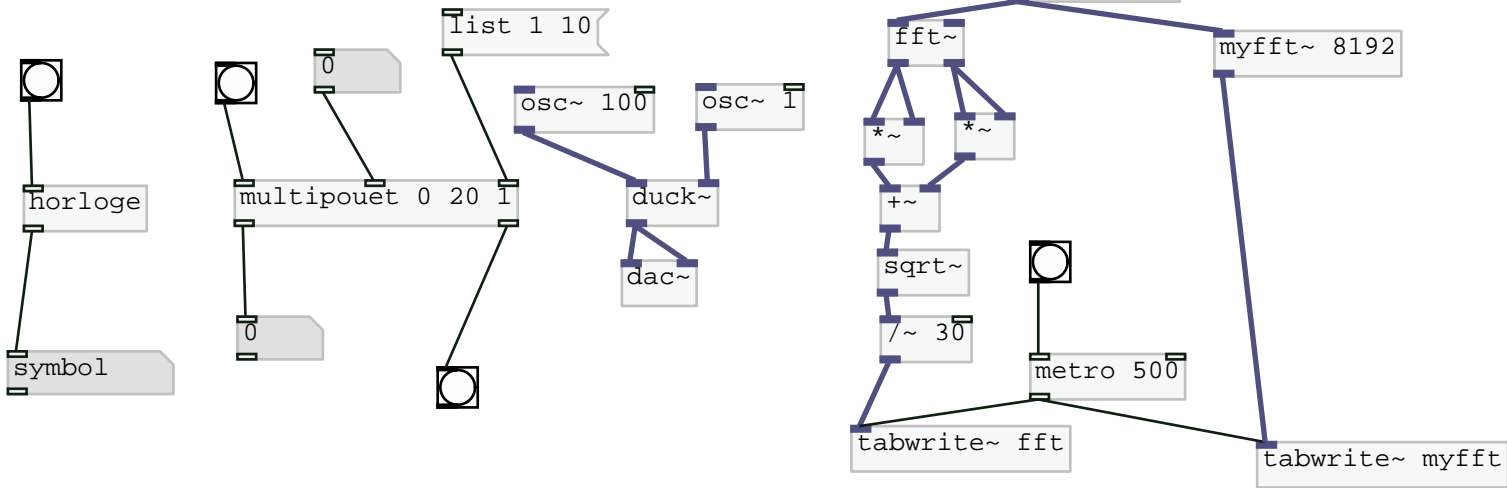 list 1 10
fft~
myfft~ 8192
0
osc~ 100
osc~ 1
*~
*~
horloge
multipouet 0 20 1
duck~
+~
dac~
sqrt~
0
/~ 30
symbol
metro 500
tabwrite~ fft
tabwrite~ myfft